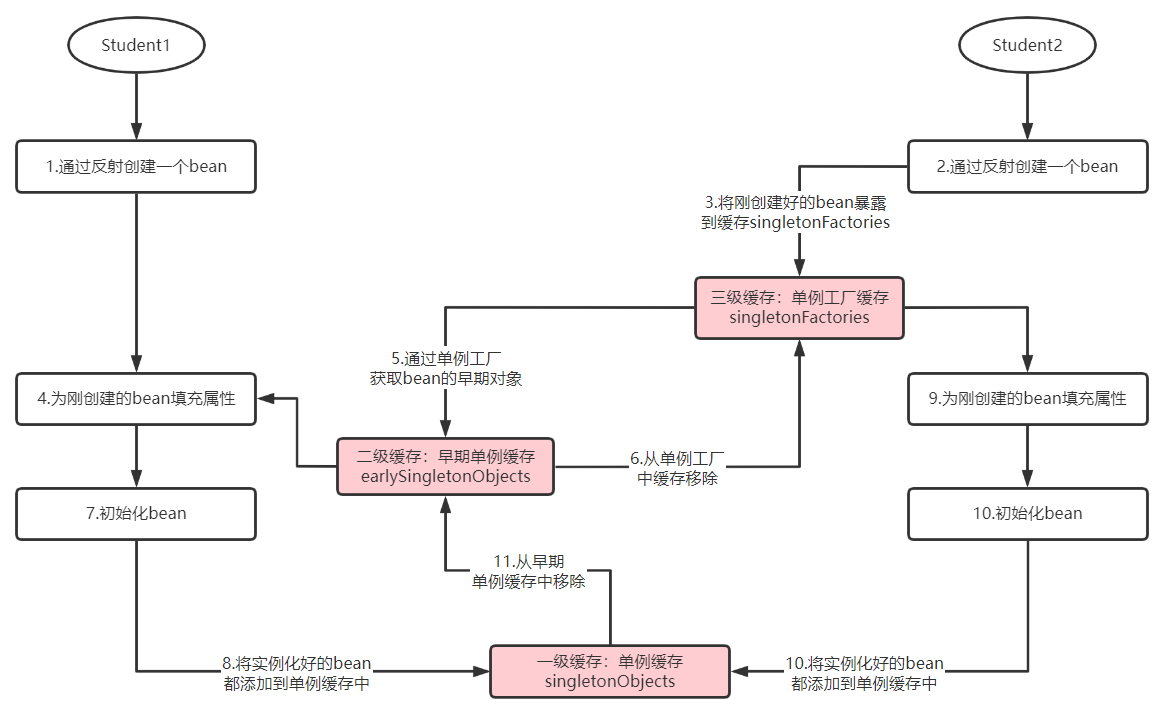 Student1
Student2
1.通过反射创建一个bean
2.通过反射创建一个bean
3.将刚创建好的bean暴露
到缓存singletonFactories
三级缓存：单例工厂缓存
singletonFactories
5.通过单例工厂
获取bean的早期对象
4.为刚创建的bean填充属性
9.为刚创建的bean填充属性
二级缓存：早期单例缓存
earlySingletonObjects
6.从单例工厂
中缓存移除
7.初始化bean
10.初始化bean
11.从早期
单例缓存中移除
8.将实例化好的bean
都添加到单例缓存中
一级缓存：单例缓存
singletonObjects
10.将实例化好的bean
都添加到单例缓存中